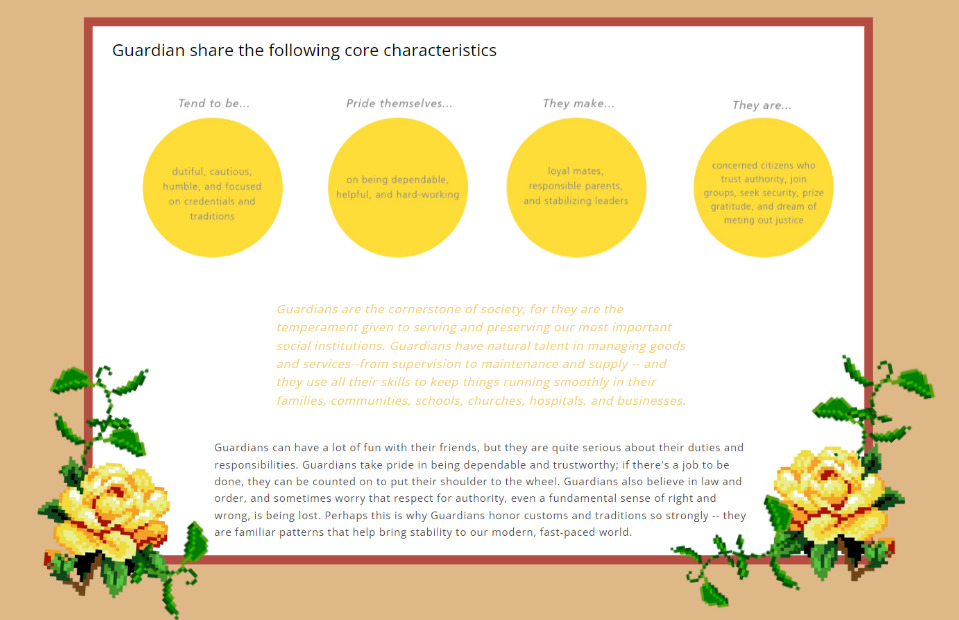 Guardian share the following core characteristics
Tend to be...
dutiful, cautious,
humble, and focused
on credentials and
traditions
Pride themselves...
on being dependable,
helpful, and hard-working
They make...
loyal mates,
responsible parents,
and stabilizing leaders
They are...
concerned citizens who
trust authority, join
groups, seek security, prize
gratitude, and dream of
meting out justice
Guardians are the cornerstone of society, for they are the
temperament given to serving and preserving our most important
social institutions. Guardians have natural talent in managing goods
and services--from supervision to maintenance and supply -- and
they use all their skills to keep things running smoothly in their
families, communities, schools, churches, hospitals, and businesses.
Guardians can have a lot of fun with their friends, but they are quite serious about their duties and
responsibilities. Guardians take pride in being dependable and trustworthy; if there's a job to be
done, they can be counted on to put their shoulder to the wheel. Guardians also believe in law and
order, and sometimes worry that respect for authority, even a fundamental sense of right and
wrong, is being lost. Perhaps this is why Guardians honor customs and traditions so strongly -- they
are familiar patterns that help bring stability to our modern, fast-paced world.